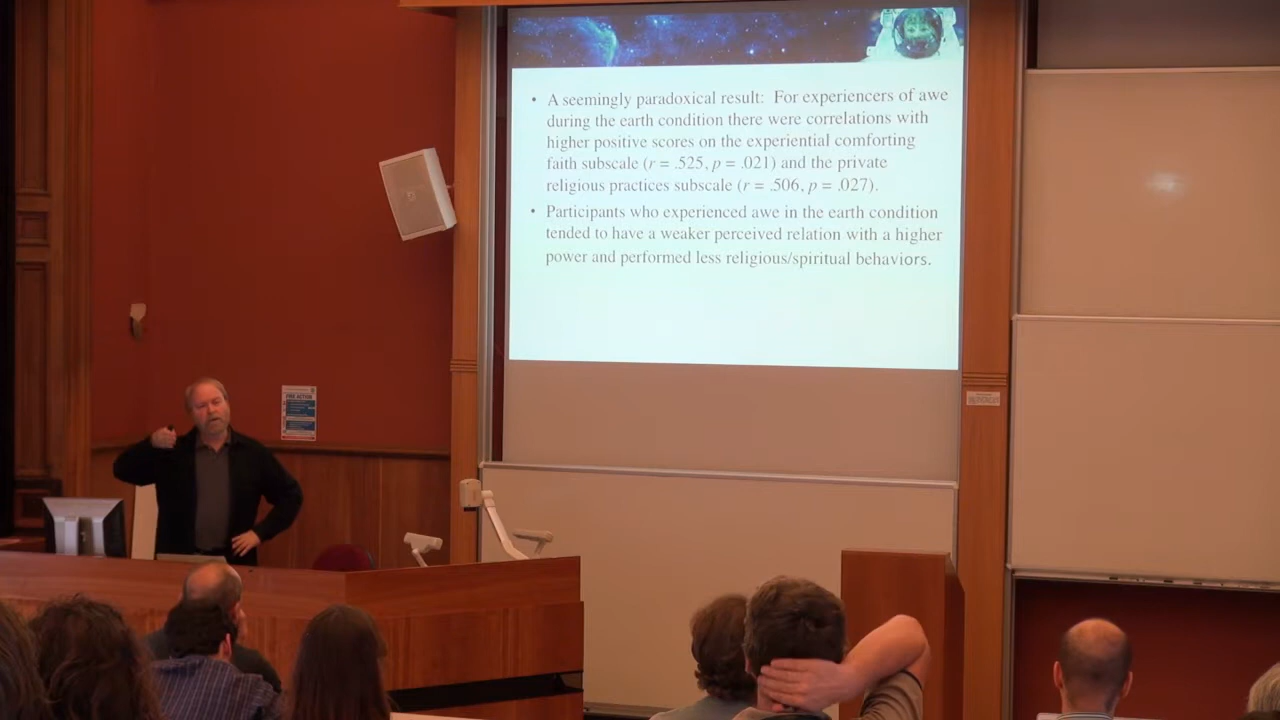 • A seemingly paradoxical result: For experiencers of awe
during the earth condition there were correlations with
higher positive scores on the experiential comforting
faith subscale (r = .525, p = .021) and the private
religious practices subscale (r = .506, p = .027).
• Participants who experienced awe in the earth condition
tended to have a weaker perceived relation with a higher
power and performed less religious/spiritual behaviors.
FIRE ACTION